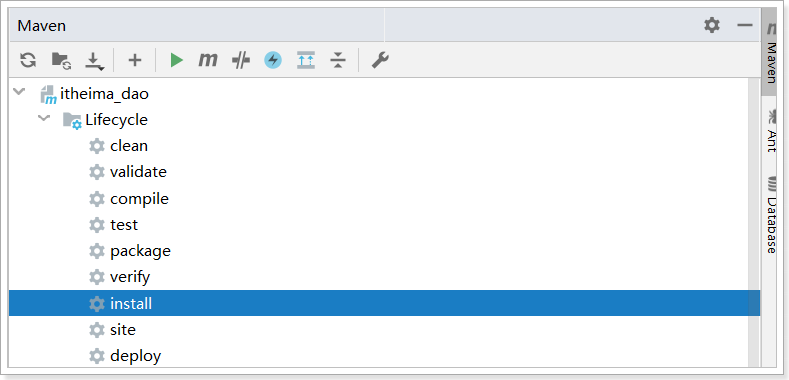 Maven
itheima_dao
Lifecycle
clean
validate
compile
test
package
verify
install
site
deploy
Maven
Ant
Database